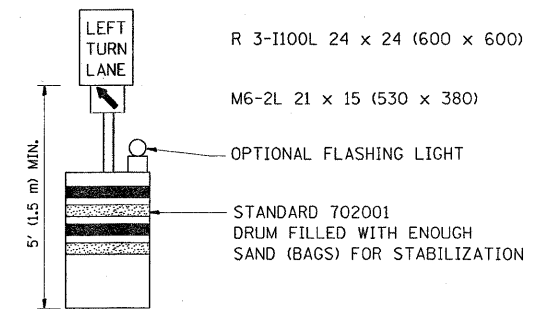 LEFT
TURN
LANE
R 3-I100L 24 x 24 (600 x 600)
M6-2L 21 x 15 (530 x 380)
OPTIONAL FLASHING LIGHT
5' (1.5 m) MIN.
STANDARD 702001
DRUM FILLED WITH ENOUGH
SAND (BAGS) FOR STABILIZATION